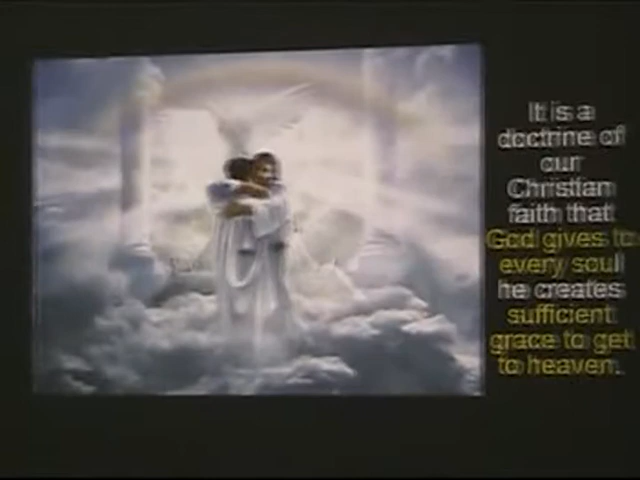 It is a
doctrine of
our
Christian
faith that
God gives to
every soul
he creates
sufficient
grace to get
to heaven.